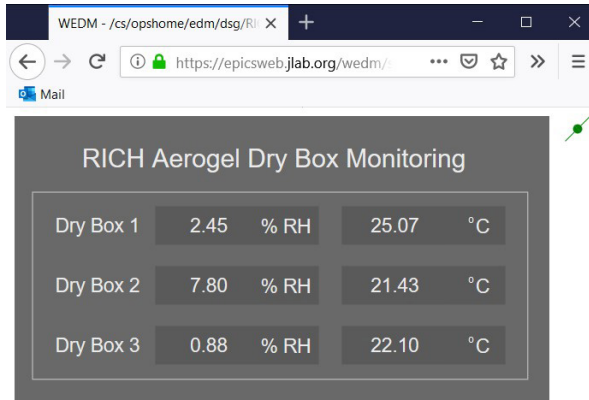 WEDM - /cs/opshome/edm/dsg/RI
https://epicsweb.jlab.org/wedm/
Mail
RICH Aerogel Dry Box Monitoring
Dry Box 1 2.45 % RH 25.07 °C
Dry Box 2 7.80 % RH 21.43 °C
Dry Box 3 0.88 % RH 22.10 °C